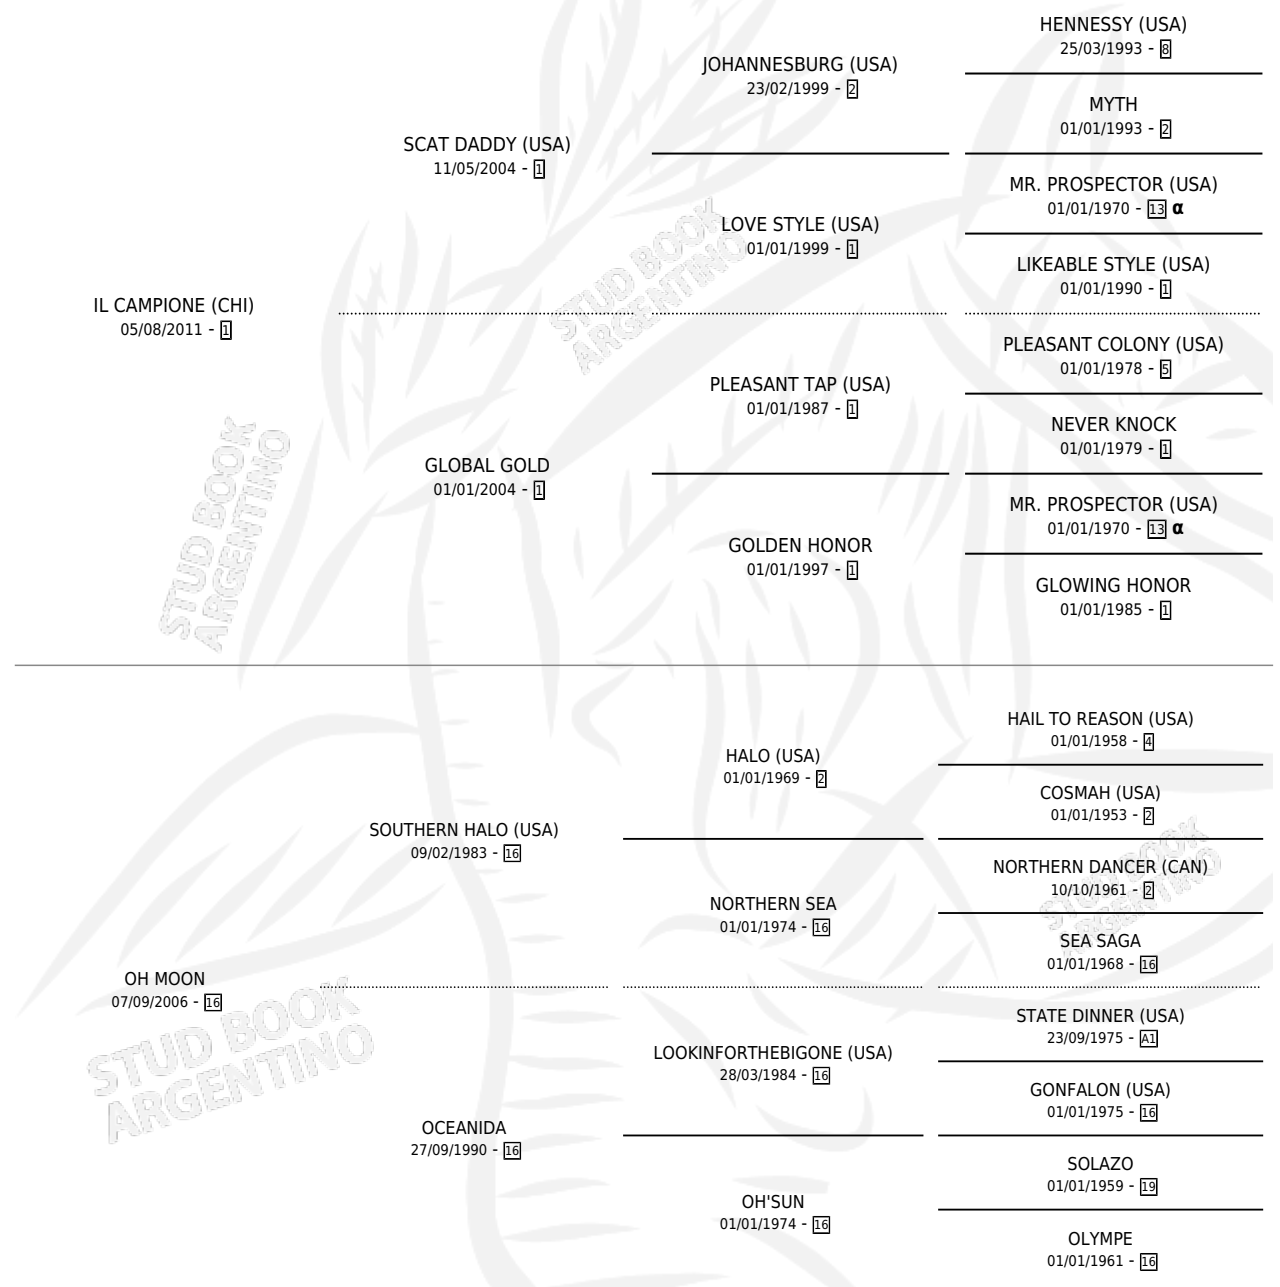 HENNESSY (USA)
25/03/1993 - 8
JOHANNESBURG (USA)
23/02/1999 - 2
MYTH
01/01/1993 - 2
SCAT DADDY (USA)
11/05/2004 - 1
MR. PROSPECTOR (USA)
01/01/1970 - 13 α
LOVE STYLE (USA)
01/01/1999 - 1
LIKEABLE STYLE (USA)
01/01/1990 - 1
IL CAMPIONE (CHI)
05/08/2011 - 1
PLEASANT COLONY (USA)
01/01/1978 - 5
PLEASANT TAP (USA)
01/01/1987 - 1
NEVER KNOCK
01/01/1979 - 1
GLOBAL GOLD
01/01/2004 - 1
MR. PROSPECTOR (USA)
01/01/1970 - 13 α
GOLDEN HONOR
01/01/1997 - 1
GLOWING HONOR
01/01/1985 - 1
HAIL TO REASON (USA)
01/01/1958 - 4
HALO (USA)
01/01/1969 - 2
COSMAH (USA)
01/01/1953 - 2
SOUTHERN HALO (USA)
09/02/1983 - 16
NORTHERN DANCER (CAN)
10/10/1961 - 2
NORTHERN SEA
01/01/1974 - 16
SEA SAGA
01/01/1968 - 16
OH MOON
07/09/2006 - 16
STATE DINNER (USA)
23/09/1975 - A1
LOOKINFORTHEBIGONE (USA)
28/03/1984 - 16
GONFALON (USA)
01/01/1975 - 16
OCEANIDA
27/09/1990 - 16
SOLAZO
01/01/1959 - 19
OH'SUN
01/01/1974 - 16
OLYMPE
01/01/1961 - 16
STUD BOOK
ARGENTINO
STUD BOOK
ARGENTINO
STUD BOOK
ARGENTINO
STUD BOOK
ARGENTINO